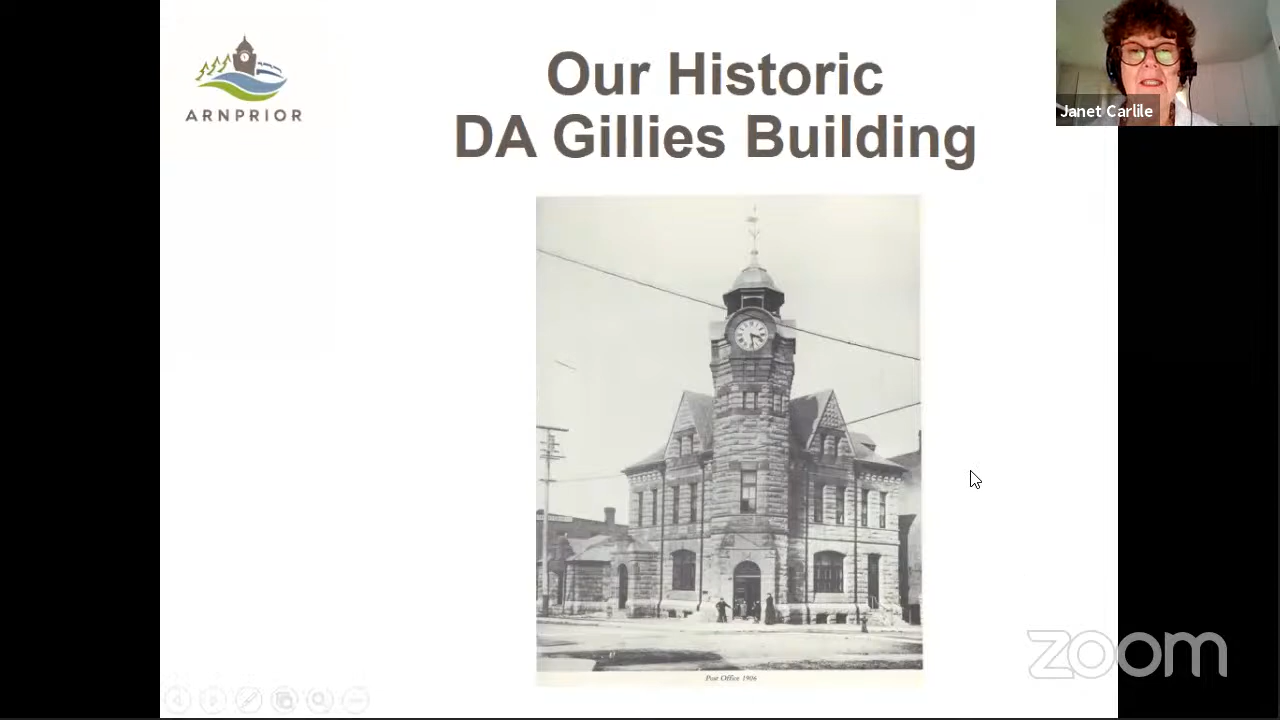 ARNPRIOR
Our Historic
DA Gillies Building
Janet Carlile
Post Office 1906
zoom